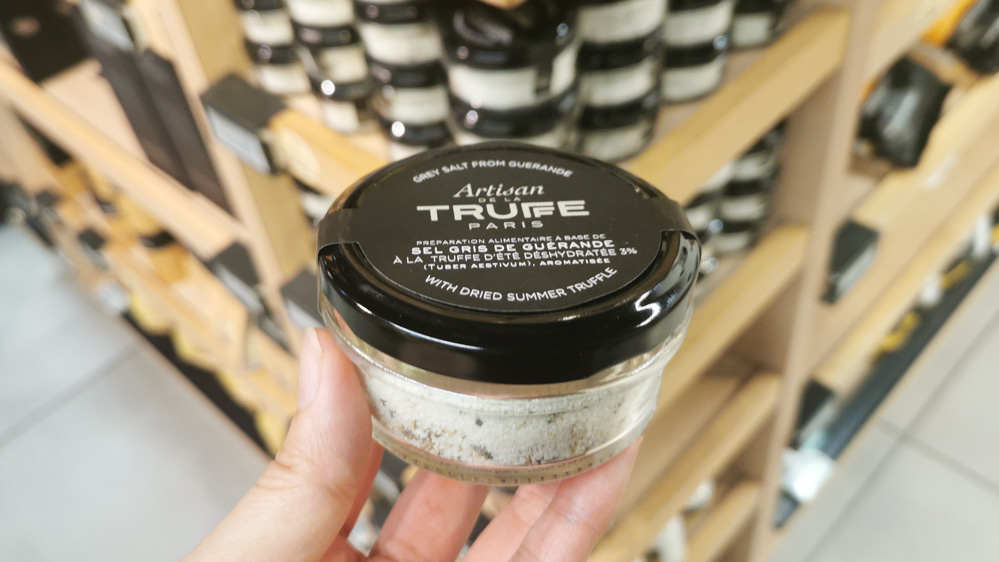 GREY SALT FROM GUERANDE
Artisan
DE LA
TRUFFE
PARIS
PRÉPARATION ALIMENTAIRE À BASE DE
SEL GRIS DE GUÉRANDE
À LA TRUFFE D'ÉTÉ DÉSHYDRATÉE 3%
(TUBER AESTIVUM), AROMATISÉE
WITH DRIED SUMMER TRUFFLE